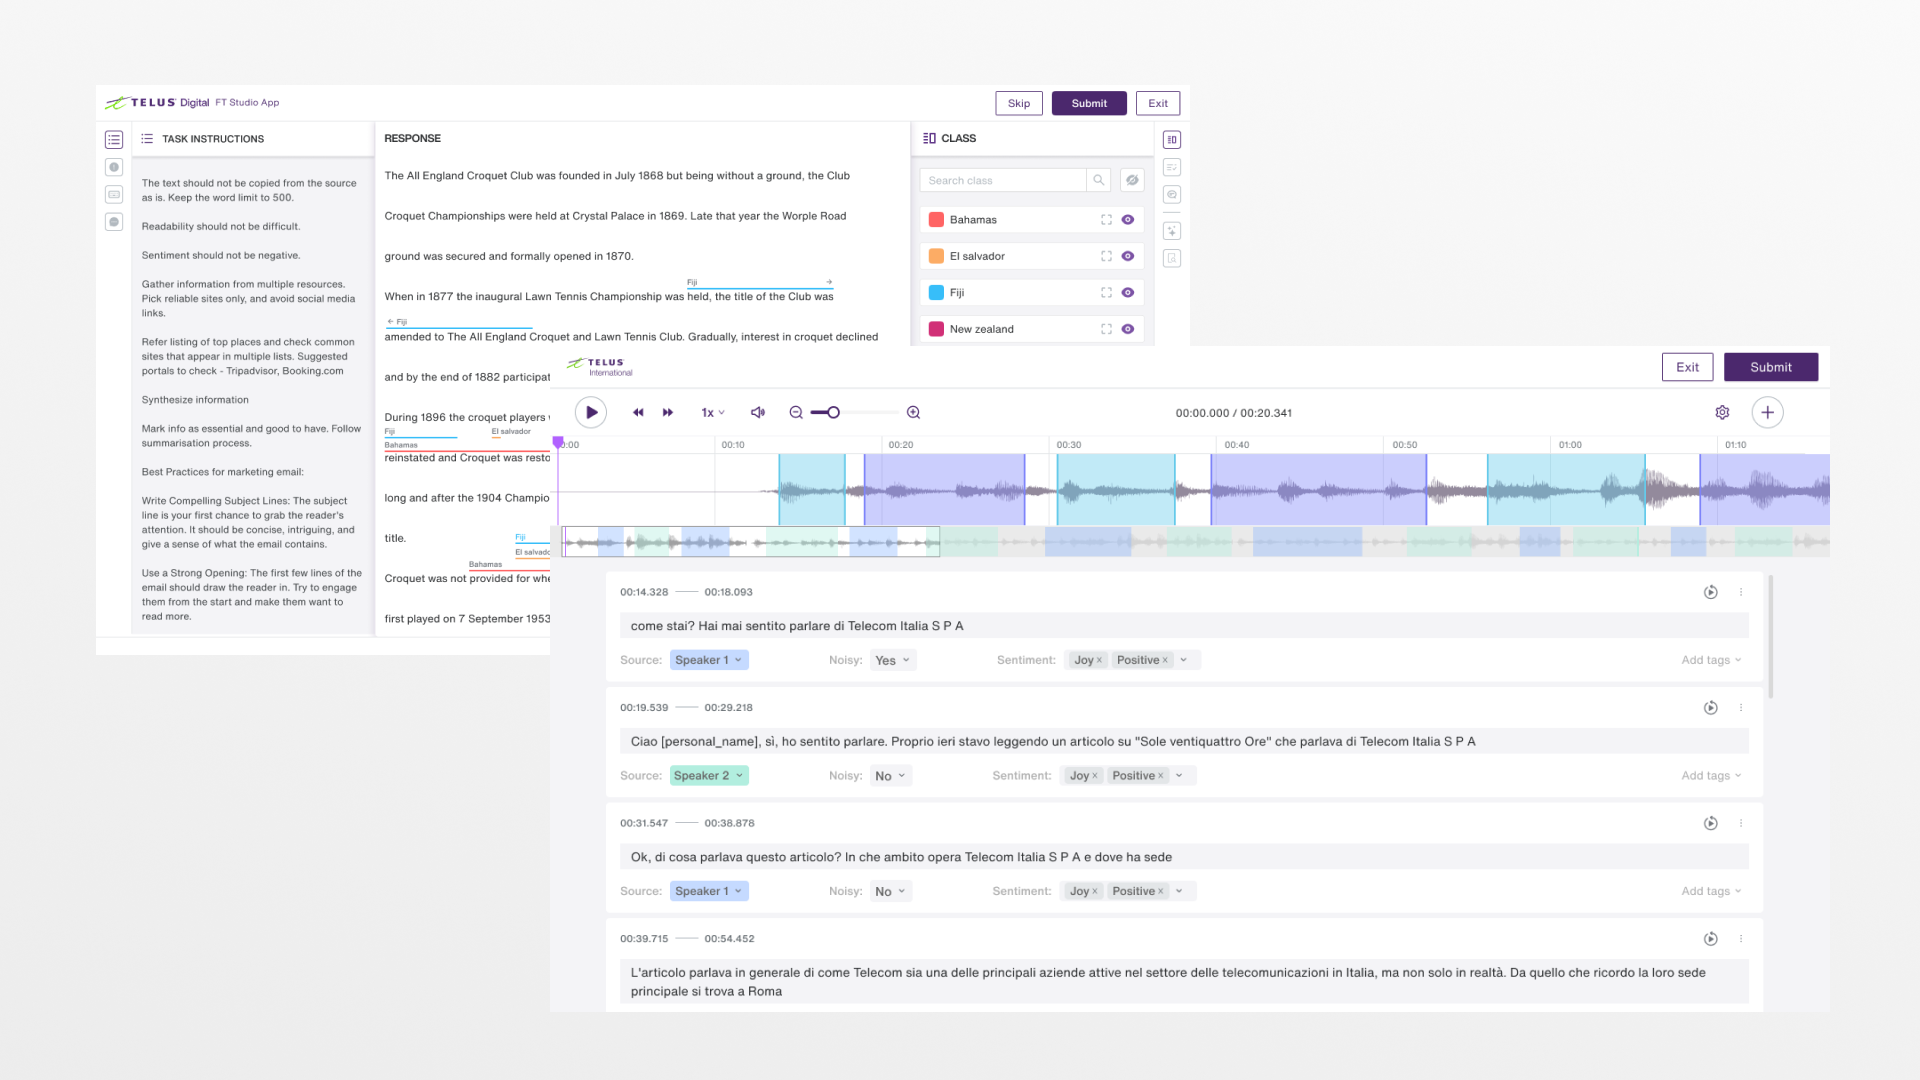 TELUS Digital FT Studio App
Skip
Submit
Exit
TASK INSTRUCTIONS
The text should not be copied from the source
as is. Keep the word limit to 500.
Readability should not be difficult.
Sentiment should not be negative.
Gather information from multiple resources.
Pick reliable sites only, and avoid social media
links.
Refer listing of top places and check common
sites that appear in multiple lists. Suggested
portals to check - Tripadvisor, Booking.com
Synthesize information
Mark info as essential and good to have. Follow
summarisation process.
Best Practices for marketing email:
Write Compelling Subject Lines: The subject
line is your first chance to grab the reader's
attention. It should be concise, intriguing, and
give a sense of what the email contains.
Use a Strong Opening: The first few lines of the
email should draw the reader in. Try to engage
them from the start and make them want to
read more.
RESPONSE
The All England Croquet Club was founded in July 1868 but being without a ground, the Club
Croquet Championships were held at Crystal Palace in 1869. Late that year the Worple Road
ground was secured and formally opened in 1870.
Fiji →
When in 1877 the inaugural Lawn Tennis Championship was held, the title of the Club was
← Fiji
amended to The All England Croquet and Lawn Tennis Club. Gradually, interest in croquet declined
and by the end of 1882 participat
During 1896 the croquet players
Fiji
El salvador
Bahamas
reinstated and Croquet was resto
long and after the 1904 Champio
title.
Fiji
El salvado
Bahamas
Croquet was not provided for whe
first played on 7 September 1953
CLASS
Search class
Bahamas
El salvador
Fiji
New zealand
TELUS
International
Exit
Submit
1x
00:00.000 / 00:20.341
0:00
00:10
00:20
00:30
00:40
00:50
01:00
01:10
00:14.328 — 00:18.093
come stai? Hai mai sentito parlare di Telecom Italia S P A
Source: Speaker 1
Noisy: Yes
Sentiment: Joy × Positive ×
Add tags
00:19.539 — 00:29.218
Ciao [personal_name], sì, ho sentito parlare. Proprio ieri stavo leggendo un articolo su "Sole ventiquattro Ore" che parlava di Telecom Italia S P A
Source: Speaker 2
Noisy: No
Sentiment: Joy × Positive ×
Add tags
00:31.547 — 00:38.878
Ok, di cosa parlava questo articolo? In che ambito opera Telecom Italia S P A e dove ha sede
Source: Speaker 1
Noisy: No
Sentiment: Joy × Positive ×
Add tags
00:39.715 — 00:54.452
L'articolo parlava in generale di come Telecom sia una delle principali aziende attive nel settore delle telecomunicazioni in Italia, ma non solo in realtà. Da quello che ricordo la loro sede
principale si trova a Roma